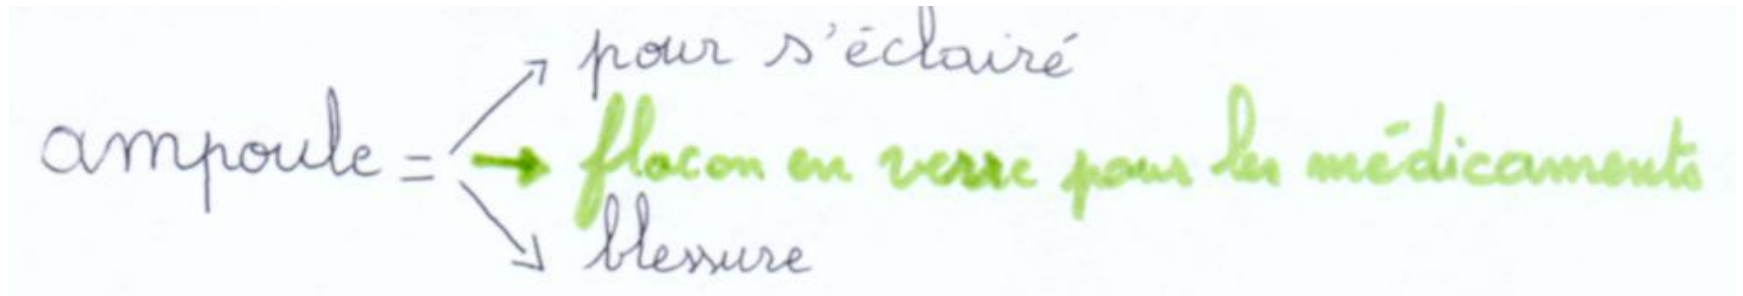 pour s'éclairé
ampoule = → flacon en verre pour les médicaments
blessure